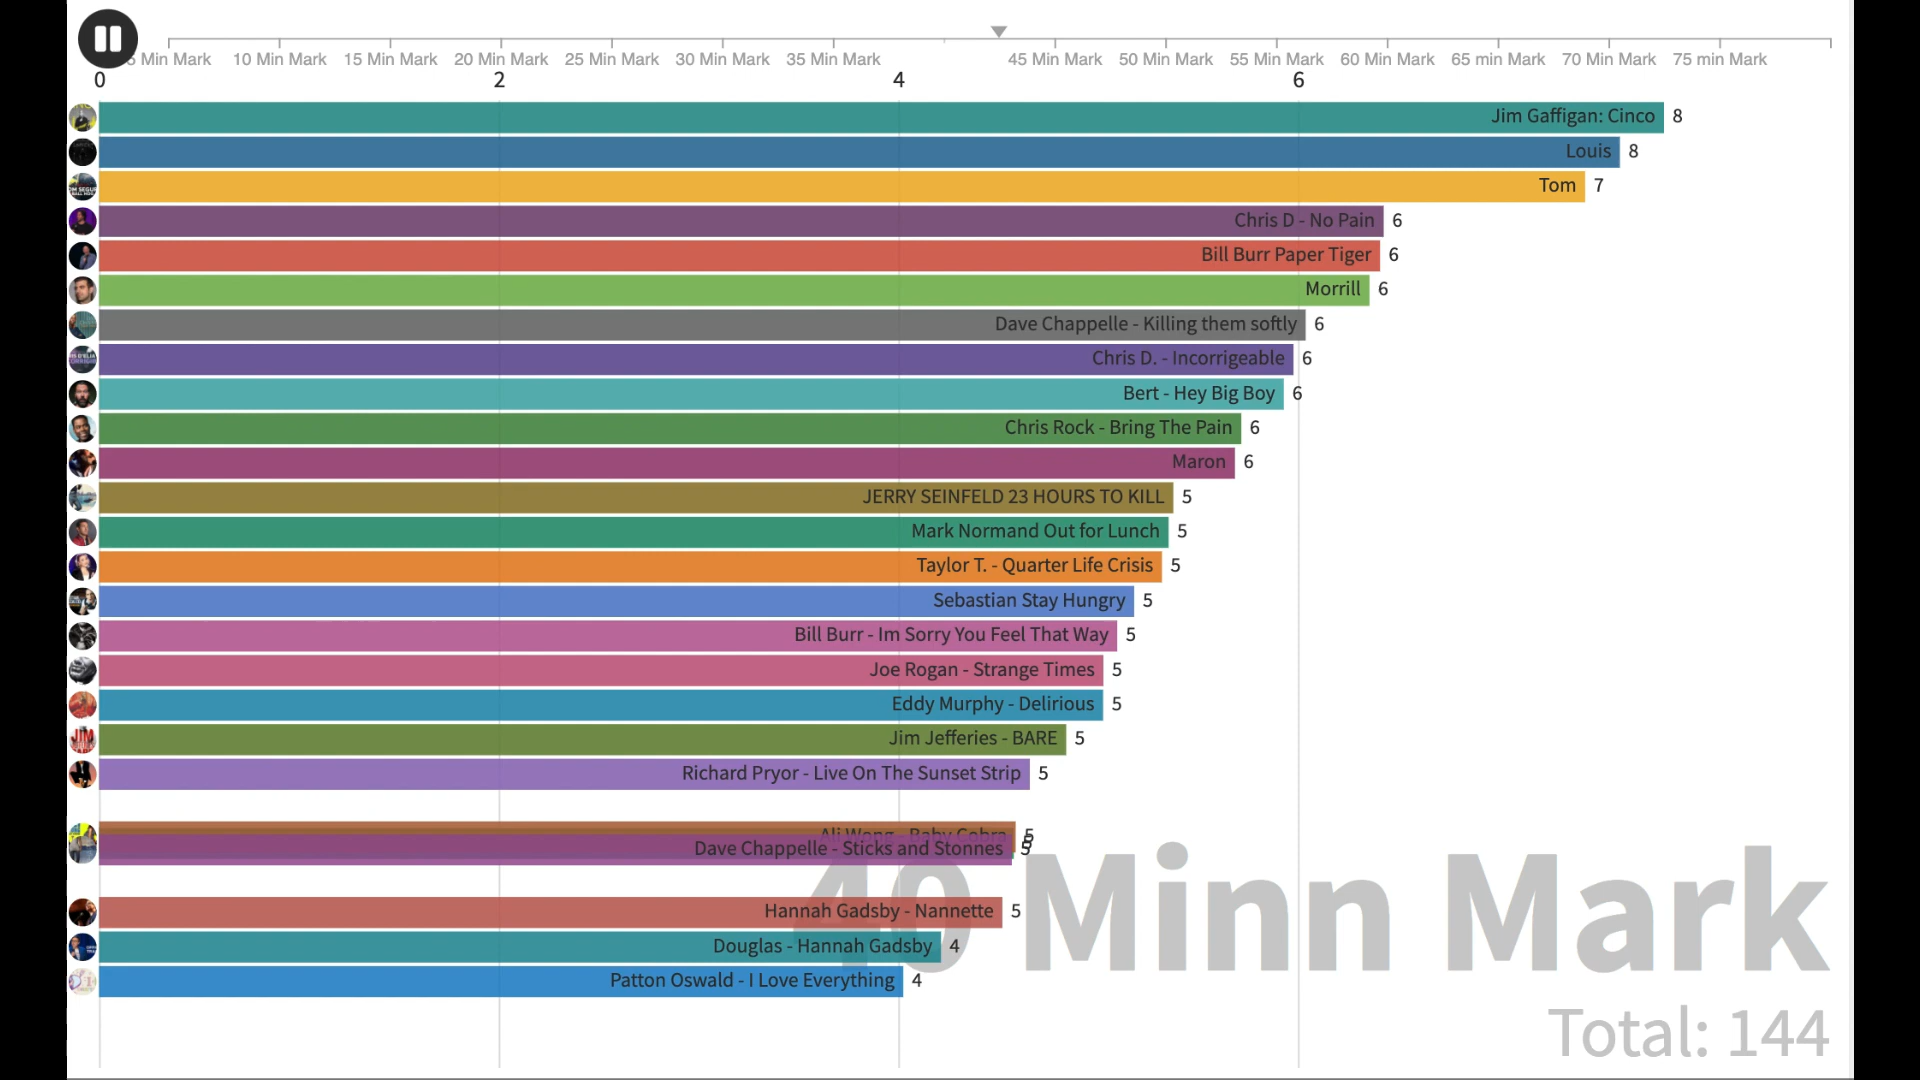 5 Min Mark 10 Min Mark 15 Min Mark 20 Min Mark 25 Min Mark 30 Min Mark 35 Min Mark 45 Min Mark 50 Min Mark 55 Min Mark 60 Min Mark 65 min Mark 70 Min Mark 75 min Mark
0 2 4 6
Jim Gaffigan: Cinco 8
Louis 8
Tom 7
Chris D - No Pain 6
Bill Burr Paper Tiger 6
Morrill 6
Dave Chappelle - Killing them softly 6
Chris D. - Incorrigeable 6
Bert - Hey Big Boy 6
Chris Rock - Bring The Pain 6
Maron 6
JERRY SEINFELD 23 HOURS TO KILL 5
Mark Normand Out for Lunch 5
Taylor T. - Quarter Life Crisis 5
Sebastian Stay Hungry 5
Bill Burr - Im Sorry You Feel That Way 5
Joe Rogan - Strange Times 5
Eddy Murphy - Delirious 5
Jim Jefferies - BARE 5
Richard Pryor - Live On The Sunset Strip 5
Ali Wong - Baby Cobra 5
Dave Chappelle - Sticks and Stonnes 5
Hannah Gadsby - Nannette 5
Douglas - Hannah Gadsby 4
Patton Oswald - I Love Everything 4
40 Minn Mark
Total: 144